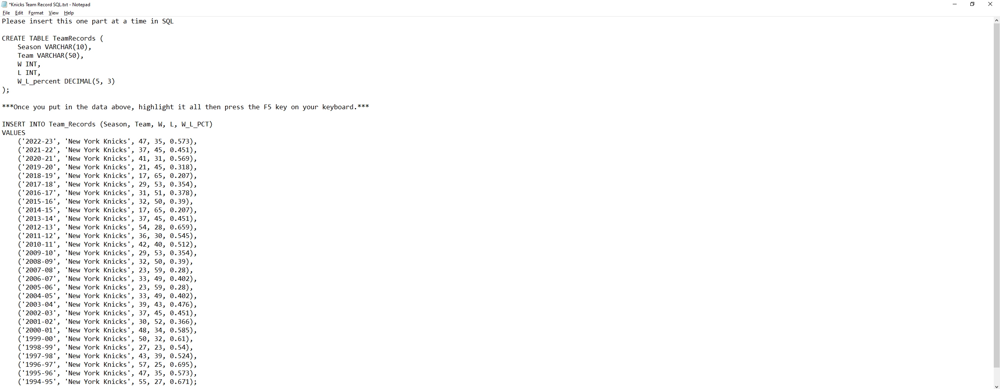 *Knicks Team Record SQL.txt - Notepad
File Edit Format View Help
Please insert this one part at a time in SQL
CREATE TABLE TeamRecords (
    Season VARCHAR(10),
    Team VARCHAR(50),
    W INT,
    L INT,
    W_L_percent DECIMAL(5, 3)
);
***Once you put in the data above, highlight it all then press the F5 key on your keyboard.***
INSERT INTO Team_Records (Season, Team, W, L, W_L_PCT)
VALUES
    ('2022-23', 'New York Knicks', 47, 35, 0.573),
    ('2021-22', 'New York Knicks', 37, 45, 0.451),
    ('2020-21', 'New York Knicks', 41, 31, 0.569),
    ('2019-20', 'New York Knicks', 21, 45, 0.318),
    ('2018-19', 'New York Knicks', 17, 65, 0.207),
    ('2017-18', 'New York Knicks', 29, 53, 0.354),
    ('2016-17', 'New York Knicks', 31, 51, 0.378),
    ('2015-16', 'New York Knicks', 32, 50, 0.39),
    ('2014-15', 'New York Knicks', 17, 65, 0.207),
    ('2013-14', 'New York Knicks', 37, 45, 0.451),
    ('2012-13', 'New York Knicks', 54, 28, 0.659),
    ('2011-12', 'New York Knicks', 36, 30, 0.545),
    ('2010-11', 'New York Knicks', 42, 40, 0.512),
    ('2009-10', 'New York Knicks', 29, 53, 0.354),
    ('2008-09', 'New York Knicks', 32, 50, 0.39),
    ('2007-08', 'New York Knicks', 23, 59, 0.28),
    ('2006-07', 'New York Knicks', 33, 49, 0.402),
    ('2005-06', 'New York Knicks', 23, 59, 0.28),
    ('2004-05', 'New York Knicks', 33, 49, 0.402),
    ('2003-04', 'New York Knicks', 39, 43, 0.476),
    ('2002-03', 'New York Knicks', 37, 45, 0.451),
    ('2001-02', 'New York Knicks', 30, 52, 0.366),
    ('2000-01', 'New York Knicks', 48, 34, 0.585),
    ('1999-00', 'New York Knicks', 50, 32, 0.61),
    ('1998-99', 'New York Knicks', 27, 23, 0.54),
    ('1997-98', 'New York Knicks', 43, 39, 0.524),
    ('1996-97', 'New York Knicks', 57, 25, 0.695),
    ('1995-96', 'New York Knicks', 47, 35, 0.573),
    ('1994-95', 'New York Knicks', 55, 27, 0.671);